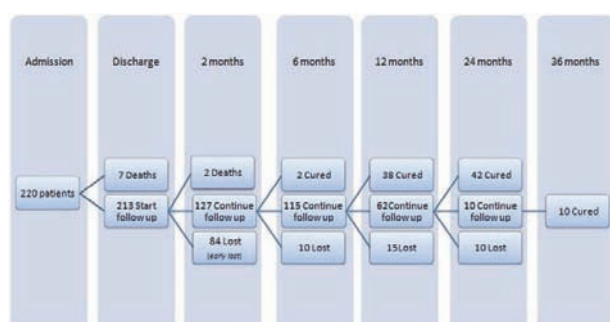 Admission
Discharge
2 months
6 months
12 months
24 months
36 months
220 patients
7 Deaths
213 Start
follow up
2 Deaths
127 Continue
follow up
84 Lost
(early lost)
2 Cured
115 Continue
follow up
10 Lost
38 Cured
62Continue
follow up
15Lost
42 Cured
10 Continue
follow up
10 Lost
10 Cured